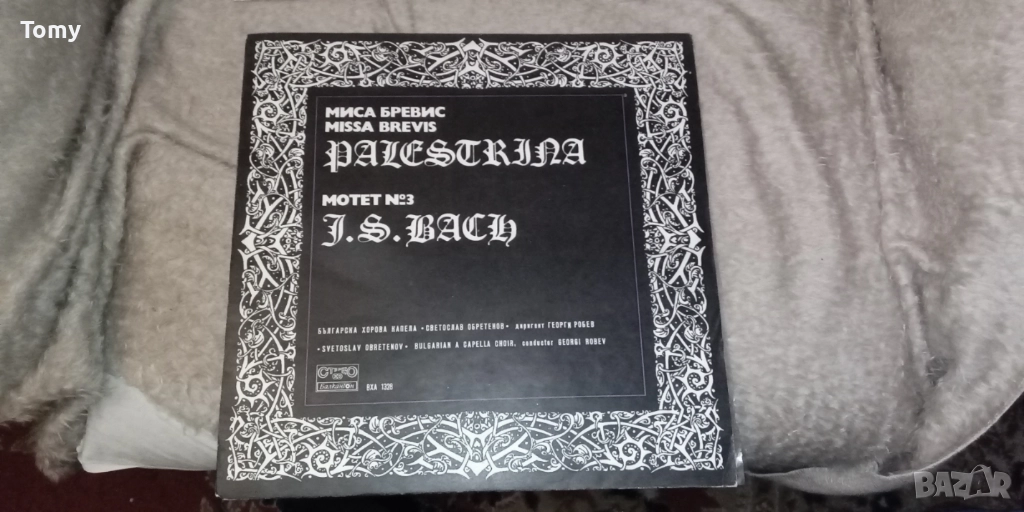 Tomy
МИСА БРЕВИС
MISSA BREVIS
PALESTRINA
МОТЕТ №3
J.S.BACH
БЪЛГАРСКА ХОРОВА КАПЕЛА «СВЕТОСЛАВ ОБРЕТЕНОВ» диригент ГЕОРГИ РОБЕВ
«SVETOSLAV OBRETENOV» BULGARIAN A CAPELLA CHOIR, conductor GEORGI ROBEV
СТЕРЕО
Балкантон
ВХА 1328
BAZAR